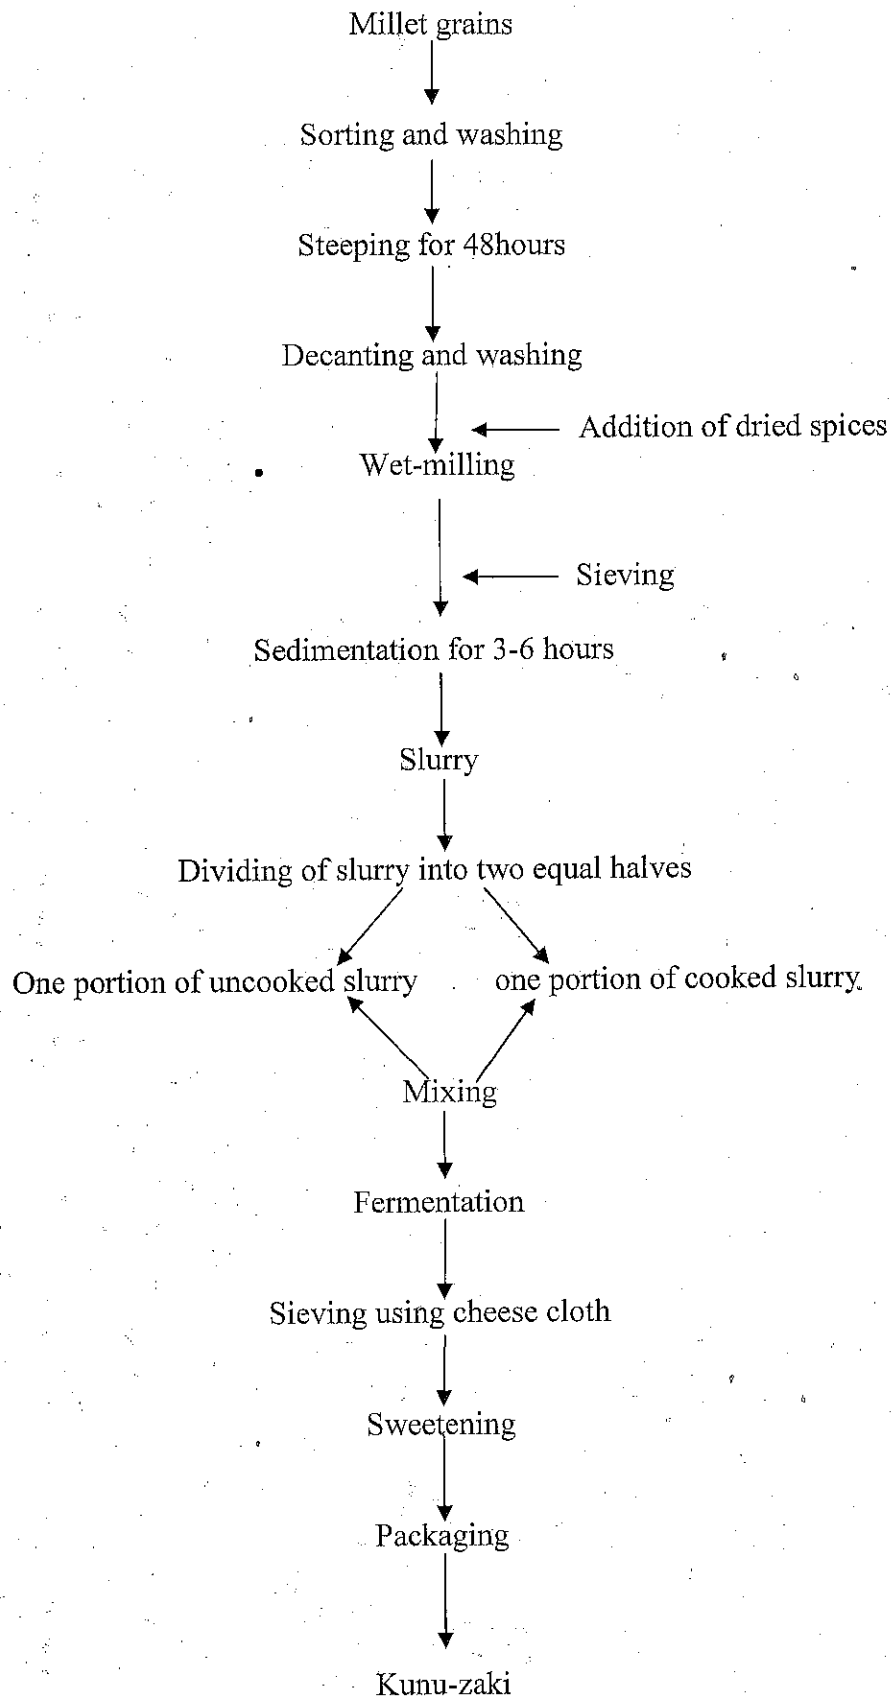 Millet grains
Sorting and washing
Steeping for 48hours
Decanting and washing
Addition of dried spices
Wet-milling
Sieving
Sedimentation for 3-6 hours
Slurry
Dividing of slurry into two equal halves
One portion of uncooked slurry
one portion of cooked slurry.
Mixing
Fermentation
Sieving using cheese cloth
Sweetening
Packaging
Kunu-zaki